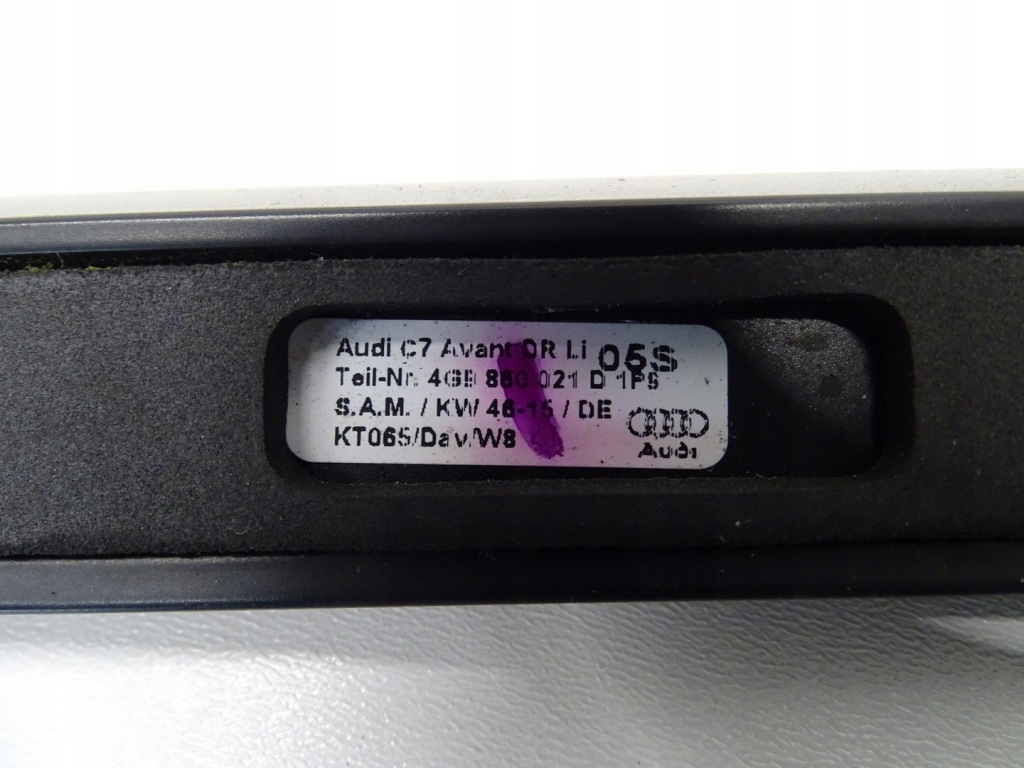 Audi C7 Avant DR Li 05S
Teil-Nr. 4G9 860 021 D 1P6
S.A.M. / KW 46-15 / DE
KT065/Dav/W8
Audi